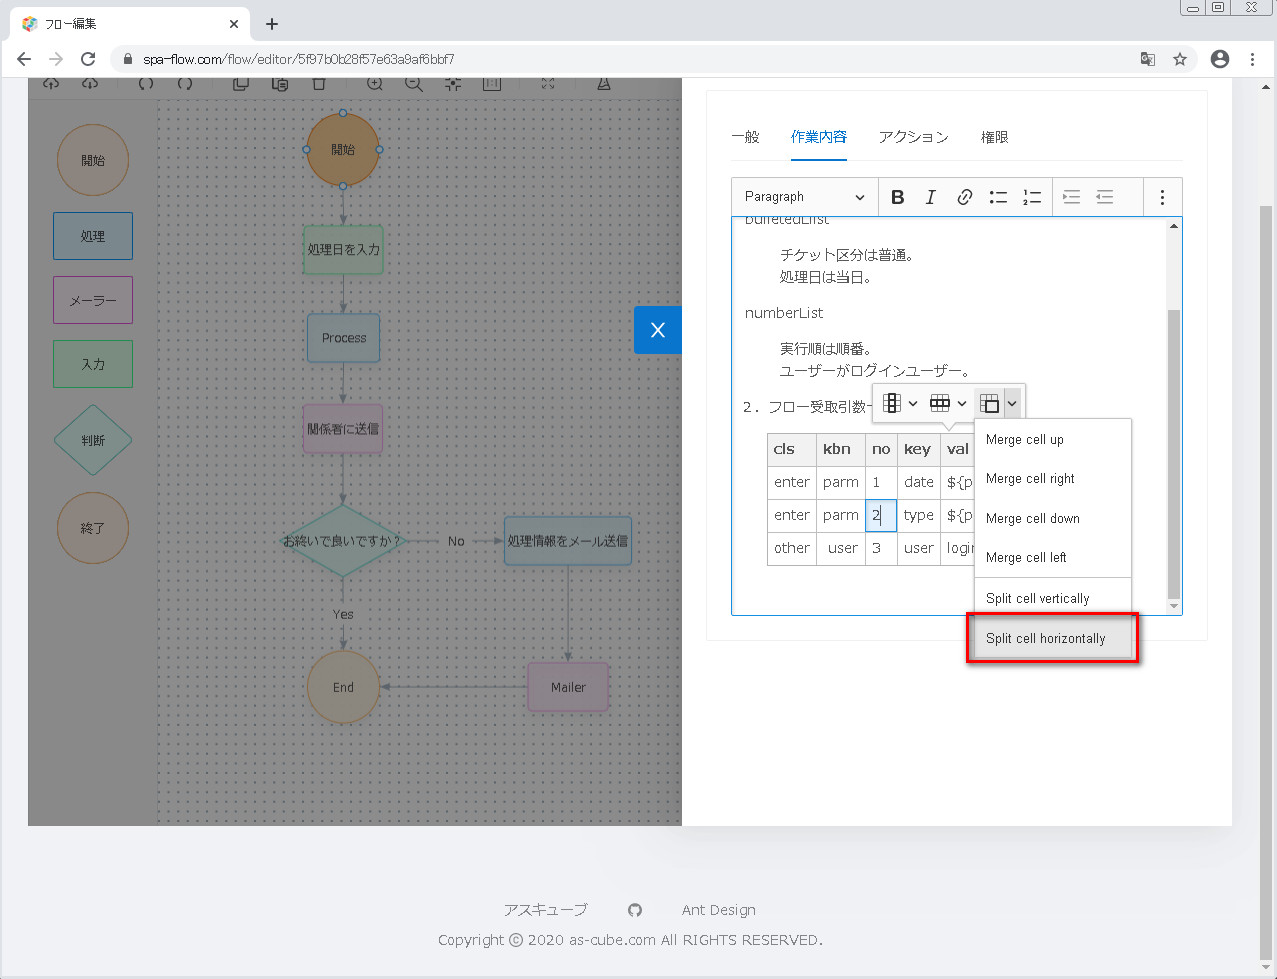 フロー編集
spa-flow.com/flow/editor/5f97b0b28f57e63a9af6bbf7
開始
処理
メーラー
入力
判断
終了
開始
処理日を入力
Process
関係者に送信
お終いで良いですか?
No
処理情報をメール送信
Yes
End
Mailer
一般
作業内容
アクション
権限
Paragraph
bulletedList
チケット区分は普通。
処理日は当日。
numberList
実行順は順番。
ユーザーがログインユーザー。
2. フロー受取引数
cls kbn no key val
enter parm 1 date ${p
enter parm 2 type ${p
other user 3 user login
Merge cell up
Merge cell right
Merge cell down
Merge cell left
Split cell vertically
Split cell horizontally
アスキューブ
Ant Design
Copyright © 2020 as-cube.com All RIGHTS RESERVED.